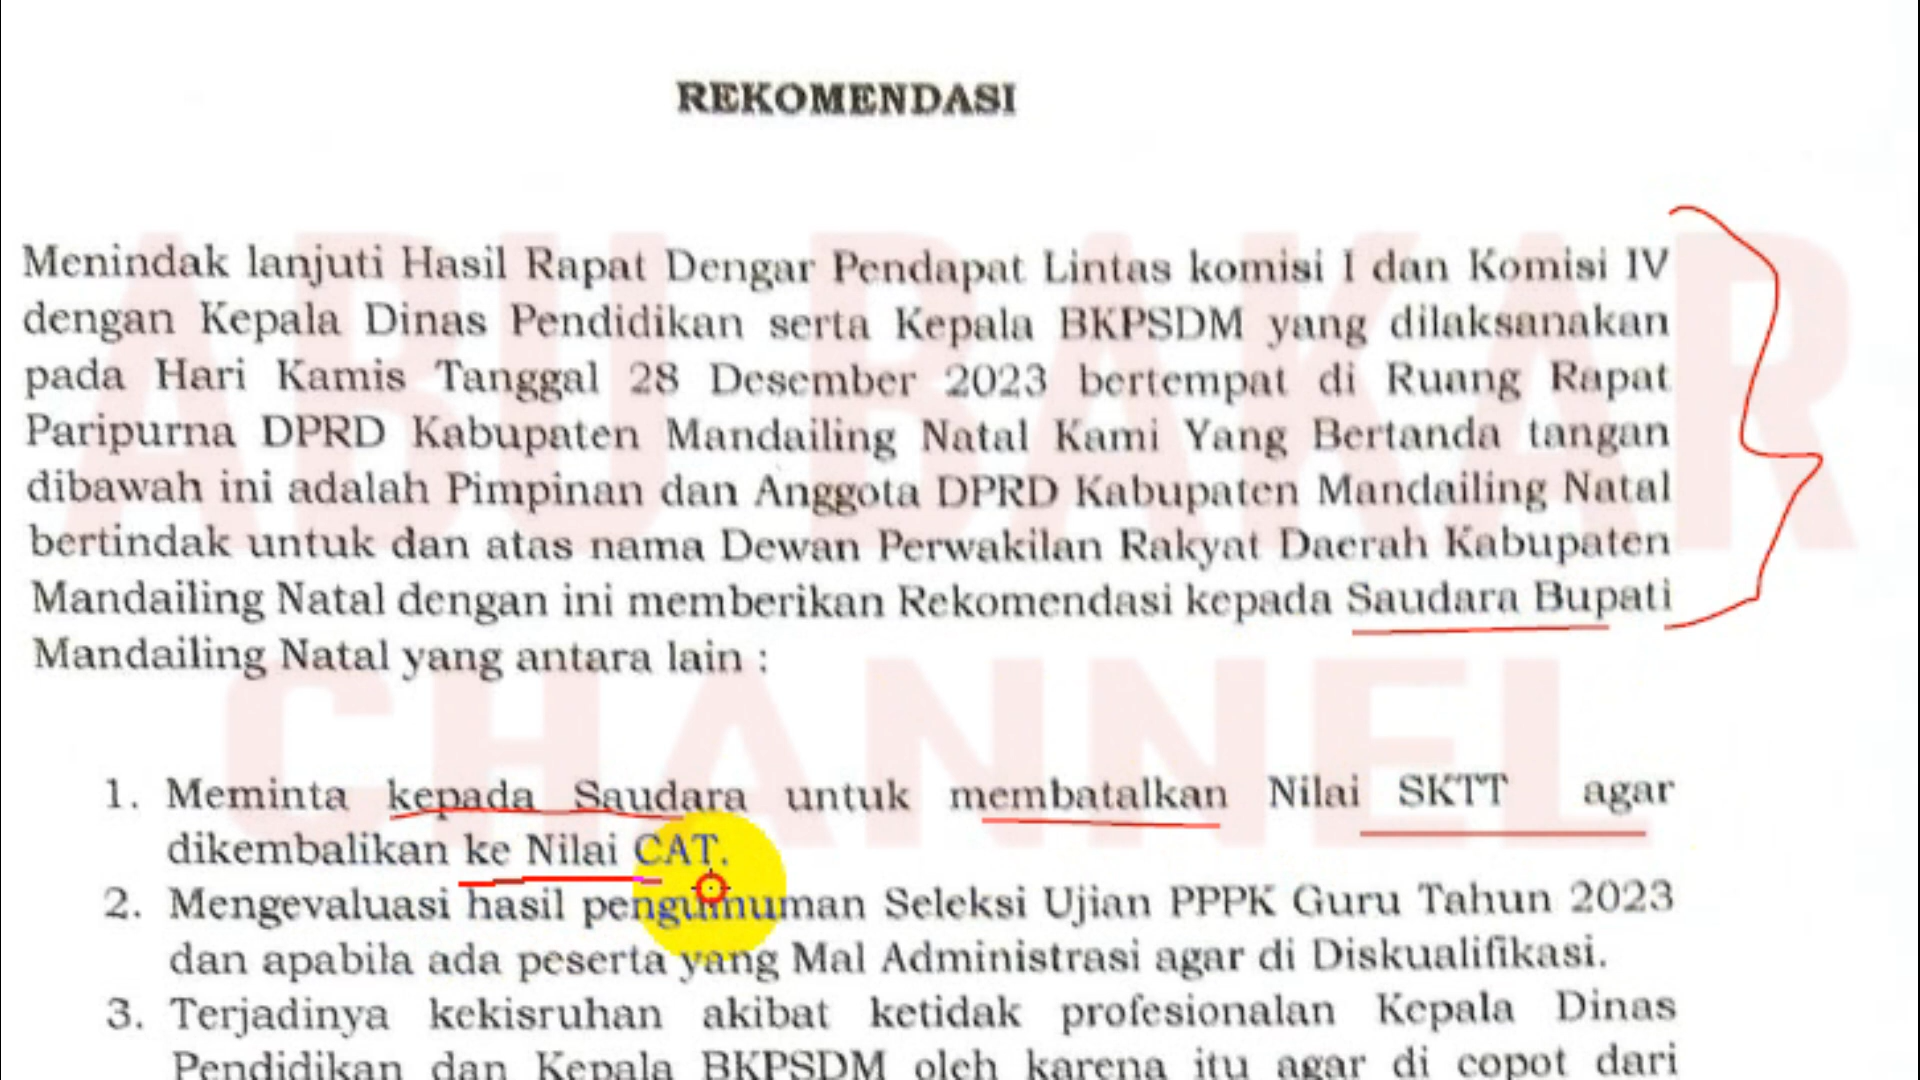 REKOMENDASI
Menindak lanjuti Hasil Rapat Dengar Pendapat Lintas komisi I dan Komisi IV
dengan Kepala Dinas Pendidikan serta Kepala BKPSDM yang dilaksanakan
pada Hari Kamis Tanggal 28 Desember 2023 bertempat di Ruang Rapat
Paripurna DPRD Kabupaten Mandailing Natal Kami Yang Bertanda tangan
dibawah ini adalah Pimpinan dan Anggota DPRD Kabupaten Mandailing Natal
bertindak untuk dan atas nama Dewan Perwakilan Rakyat Daerah Kabupaten
Mandailing Natal dengan ini memberikan Rekomendasi kepada Saudara Bupati
Mandailing Natal yang antara lain :
1. Meminta kepada Saudara untuk membatalkan Nilai SKTT agar
dikembalikan ke Nilai CAT.
2. Mengevaluasi hasil pengumuman Seleksi Ujian PPPK Guru Tahun 2023
dan apabila ada peserta yang Mal Administrasi agar di Diskualifikasi.
3. Terjadinya kekisruhan akibat ketidak profesionalan Kepala Dinas
Pendidikan dan Kepala BKPSDM oleh karena itu agar di copot dari
ABU BAKAR
CHANNEL